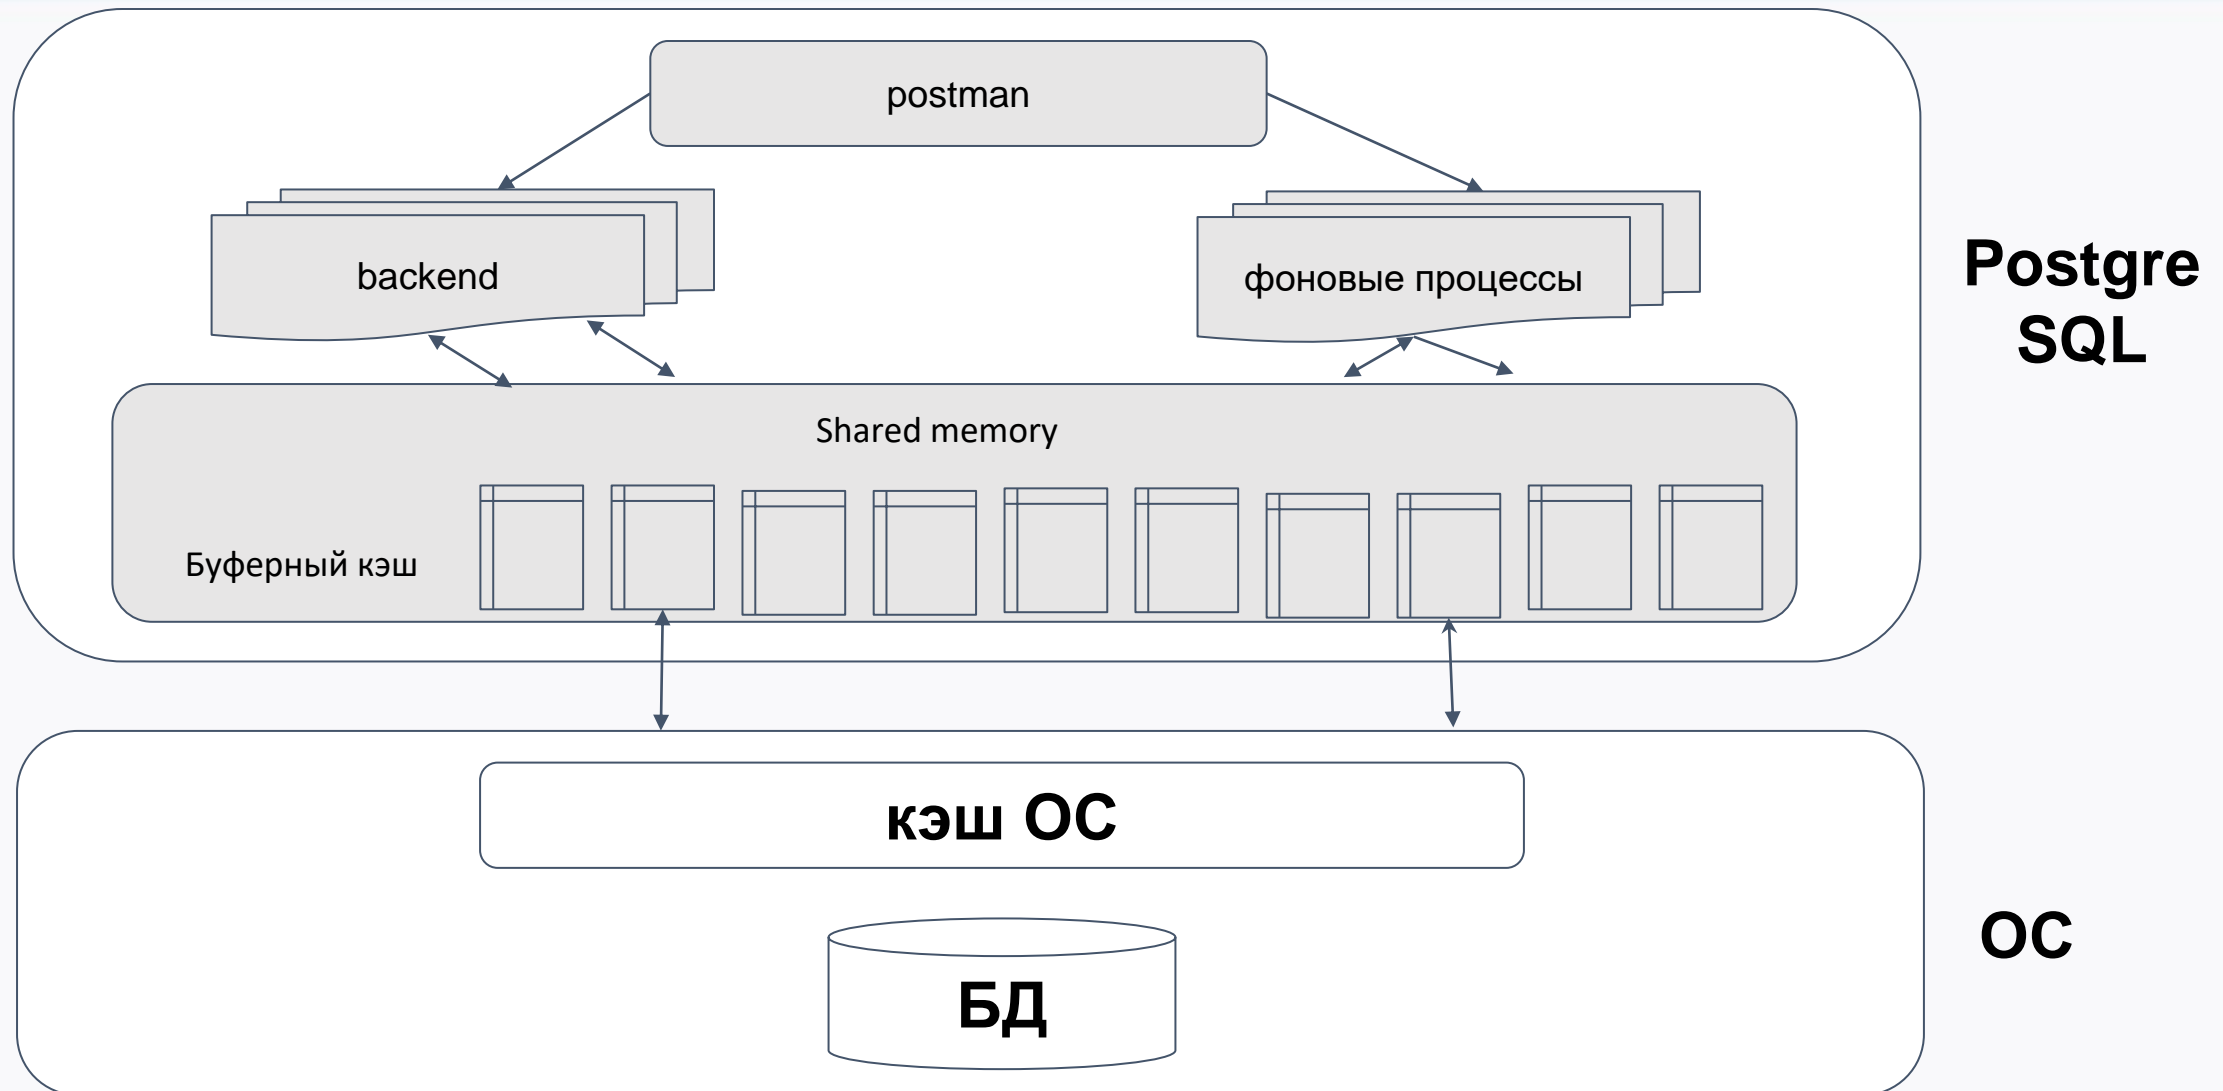 postman
backend
фоновые процессы
Postgre
SQL
Shared memory
Буферный кэш
кэш ОС
ОС
БД